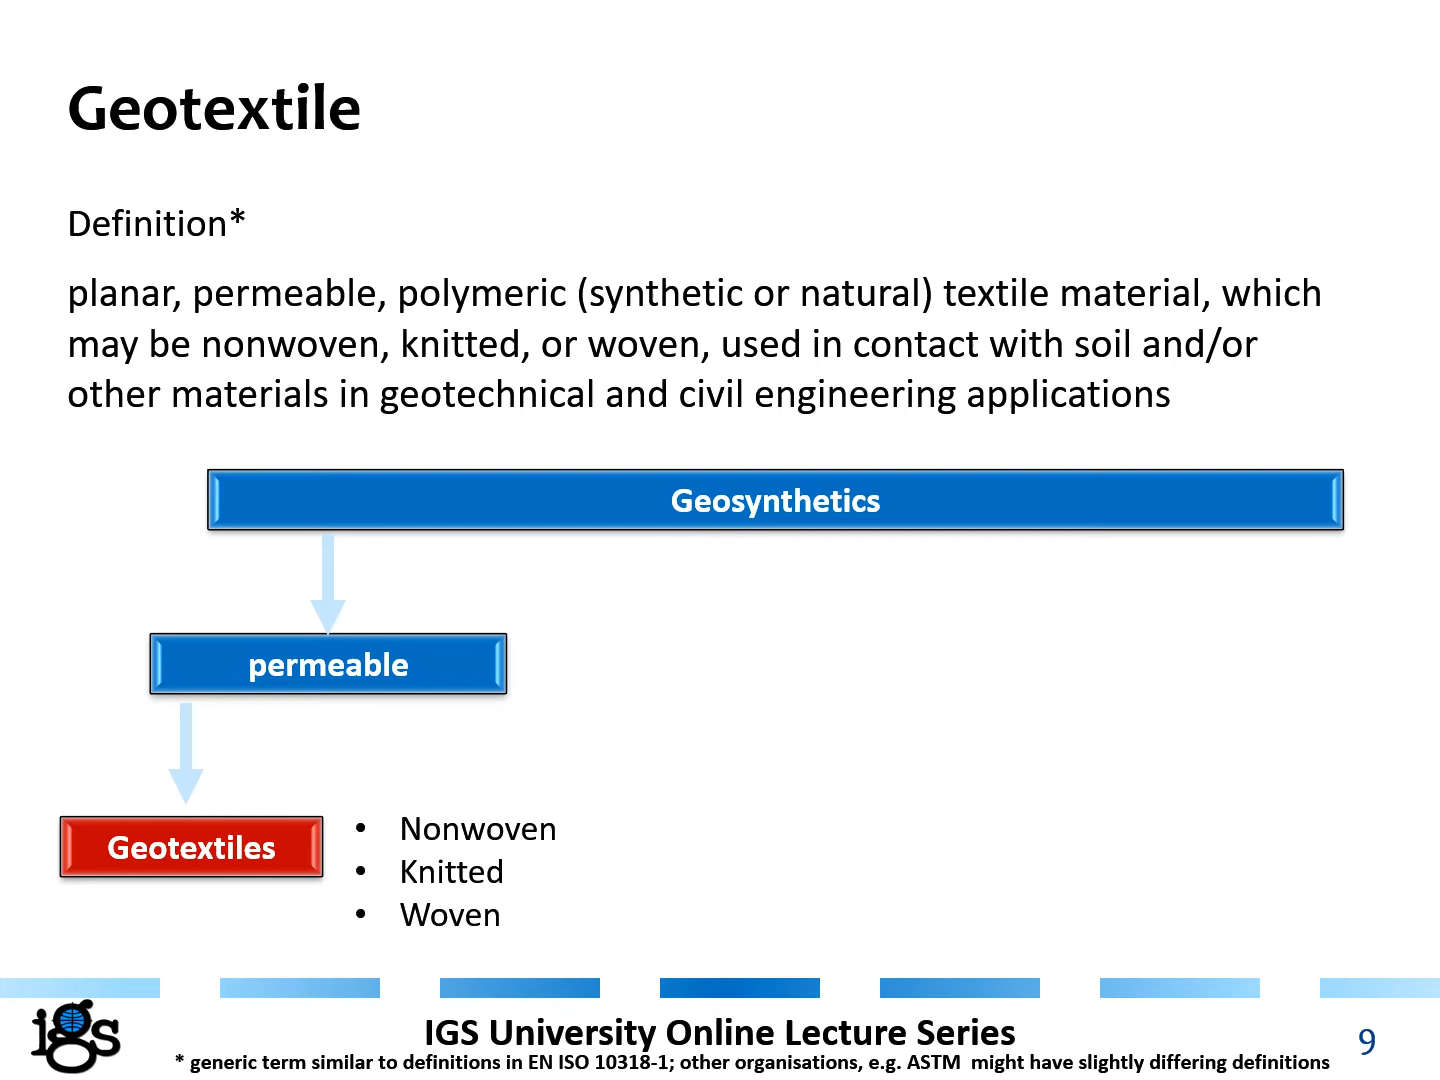 Geotextile
Definition*
planar, permeable, polymeric (synthetic or natural) textile material, which
may be nonwoven, knitted, or woven, used in contact with soil and/or
other materials in geotechnical and civil engineering applications
Geosynthetics
permeable
Geotextiles
• Nonwoven
• Knitted
• Woven
igs
IGS University Online Lecture Series
9
* generic term similar to definitions in EN ISO 10318-1; other organisations, e.g. ASTM might have slightly differing definitions